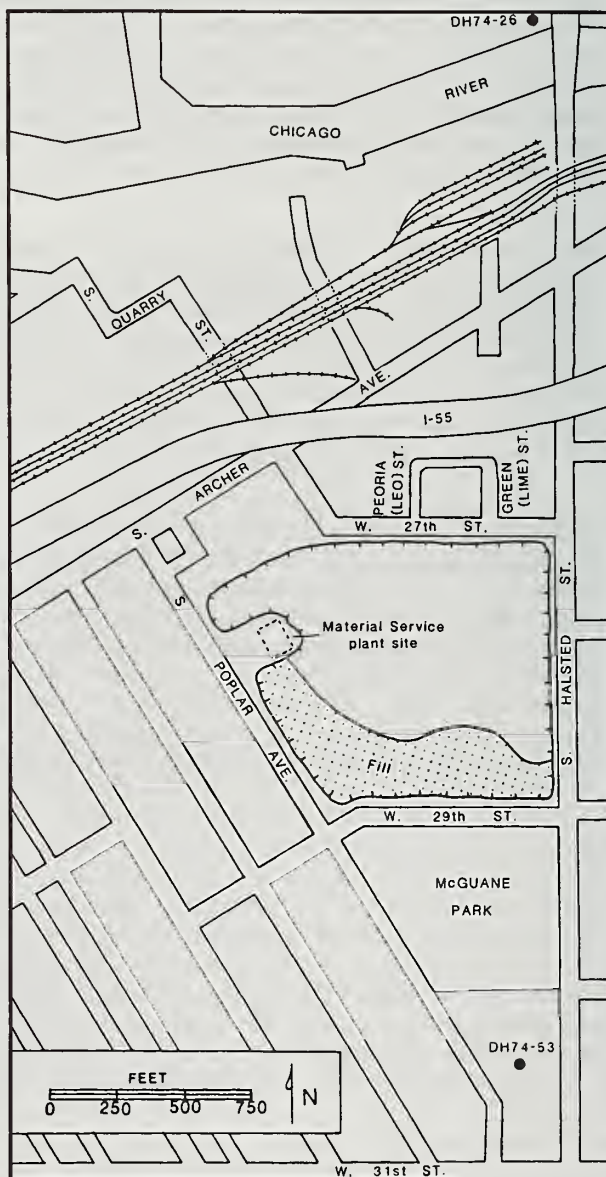 DH74-26
CHICAGO RIVER
S. QUARRY ST.
S. ARCHER AVE.
I-55
PEORIA
(LEO) ST.
GREEN
(LIME) ST.
W. 27th ST.
Material Service
plant site
S. POPLAR AVE.
S. HALSTED ST.
Fill
W. 29th ST.
McGUANE
PARK
DH74-53
FEET
0 250 500 750
N
W. 31st ST.